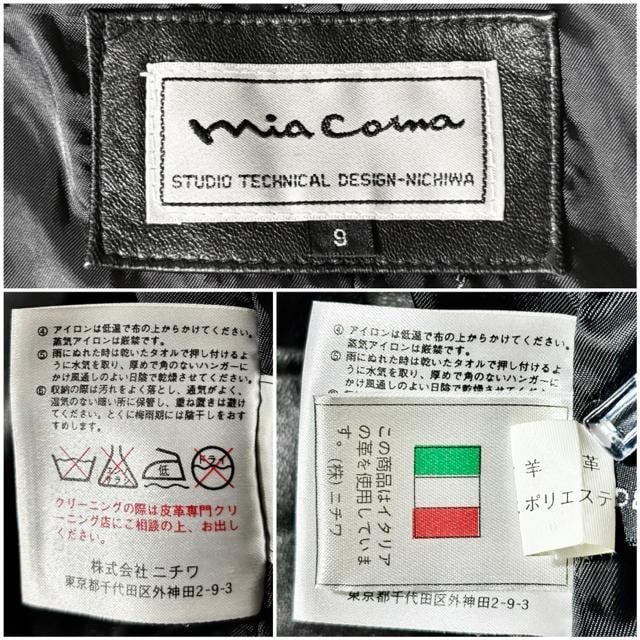 mia Coma
STUDIO TECHNICAL DESIGN-NICHIWA
9
④ アイロンは低温で布の上からかけてください。
蒸気アイロンは厳禁です。
⑤ 雨にぬれた時は乾いたタオルで押し付けるよ
うに水気を取り、厚めで角のないハンガーに
かけ風通しのよい日陰で乾燥させてください。
⑥ 収納の際は汚れをよく落とし、通気がよく、
湿気のない暗い所に保管し、重ね置きは避け
てください。とくに梅雨期には陰干しをおす
すめします。
エンソ
サラシ
低
ドライ
クリーニングの際は皮革専門クリ
ーニング店にご相談の上、お出し
ください。
株式会社 ニチワ
東京都千代田区外神田2-9-3
④ アイロンは低温で布の上からかけてください。
蒸気アイロンは厳禁です。
⑤ 雨にぬれた時は乾いたタオルで押し付けるよ
うに水気を取り、厚めで角のないハンガーに
かけ風通しのよい日陰で乾燥させてください。
この商品はイタリア
の革を使用していま
す。(株)ニチワ
羊 革
ポリエステ
東京都千代田区外神田2-9-3